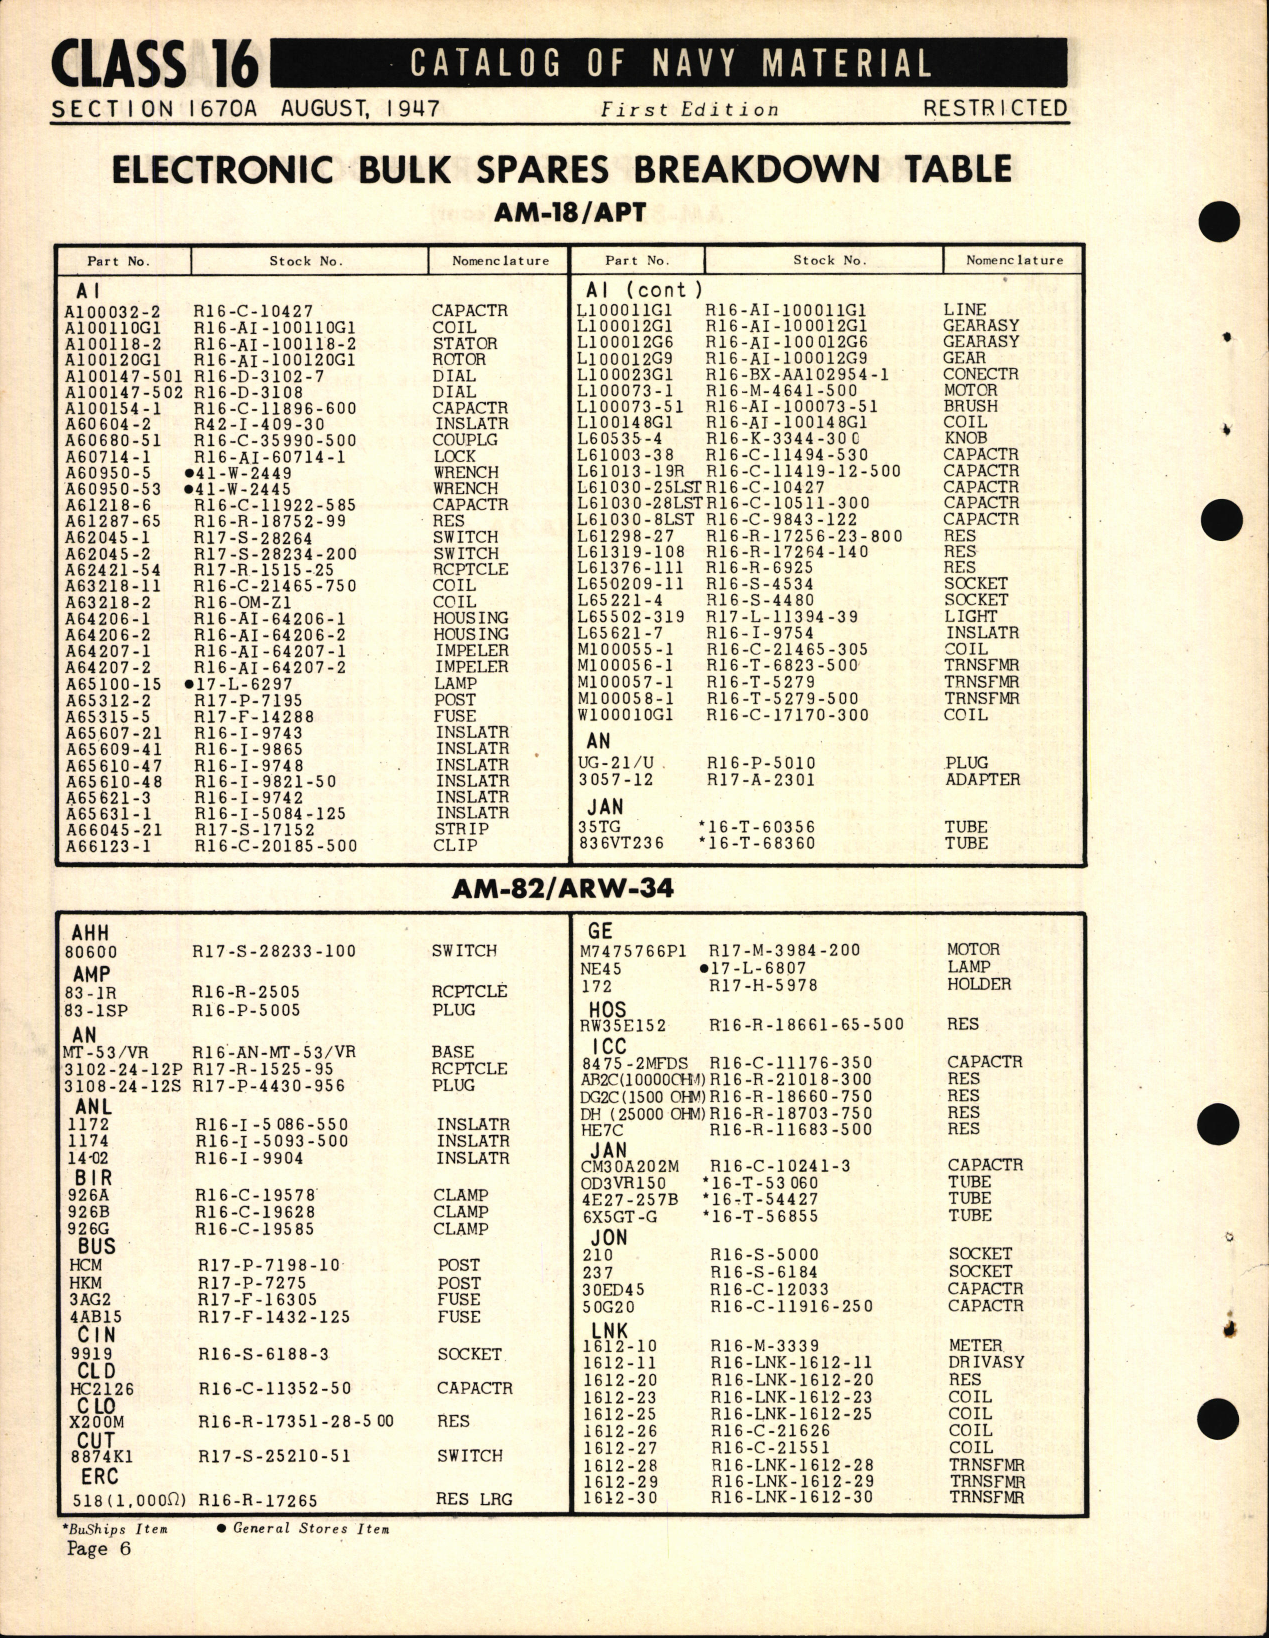 CLASS 16 CATALOG OF NAVY MATERIAL
SECTION 1670A AUGUST, 1947 First Edition RESTRICTED
ELECTRONIC BULK SPARES BREAKDOWN TABLE
AM-18/APT
Part No. Stock No. Nomenclature
AI
A100032-2 R16-C-10427 CAPACTR
A100110G1 R16-AI-100110G1 COIL
A100118-2 R16-AI-100118-2 STATOR
A100120G1 R16-AI-100120G1 ROTOR
A100147-501 R16-D-3102-7 DIAL
A100147-502 R16-D-3108 DIAL
A100154-1 R16-C-11896-600 CAPACTR
A60604-2 R42-I-409-30 INSLATR
A60680-51 R16-C-35990-500 COUPLG
A60714-1 R16-AI-60714-1 LOCK
A60950-5 ●41-W-2449 WRENCH
A60950-53 ●41-W-2445 WRENCH
A61218-6 R16-C-11922-585 CAPACTR
A61287-65 R16-R-18752-99 RES
A62045-1 R17-S-28264 SWITCH
A62045-2 R17-S-28234-200 SWITCH
A62421-54 R17-R-1515-25 RCPTCLE
A63218-11 R16-C-21465-750 COIL
A63218-2 R16-OM-Z1 COIL
A64206-1 R16-AI-64206-1 HOUSING
A64206-2 R16-AI-64206-2 HOUSING
A64207-1 R16-AI-64207-1 IMPELER
A64207-2 R16-AI-64207-2 IMPELER
A65100-15 ●17-L-6297 LAMP
A65312-2 R17-P-7195 POST
A65315-5 R17-F-14288 FUSE
A65607-21 R16-I-9743 INSLATR
A65609-41 R16-I-9865 INSLATR
A65610-47 R16-I-9748 INSLATR
A65610-48 R16-I-9821-50 INSLATR
A65621-3 R16-I-9742 INSLATR
A65631-1 R16-I-5084-125 INSLATR
A66045-21 R17-S-17152 STRIP
A66123-1 R16-C-20185-500 CLIP
Part No. Stock No. Nomenclature
AI (cont)
L100011G1 R16-AI-100011G1 LINE
L100012G1 R16-AI-100012G1 GEARASY
L100012G6 R16-AI-100012G6 GEARASY
L100012G9 R16-AI-100012G9 GEAR
L100023G1 R16-BX-AA102954-1 CONECTR
L100073-1 R16-M-4641-500 MOTOR
L100073-51 R16-AI-100073-51 BRUSH
L100148G1 R16-AI-100148G1 COIL
L60535-4 R16-K-3344-300 KNOB
L61003-38 R16-C-11494-530 CAPACTR
L61013-19R R16-C-11419-12-500 CAPACTR
L61030-25LST R16-C-10427 CAPACTR
L61030-28LST R16-C-10511-300 CAPACTR
L61030-8LST R16-C-9843-122 CAPACTR
L61298-27 R16-R-17256-23-800 RES
L61319-108 R16-R-17264-140 RES
L61376-111 R16-R-6925 RES
L650209-11 R16-S-4534 SOCKET
L65221-4 R16-S-4480 SOCKET
L65502-319 R17-L-11394-39 LIGHT
L65621-7 R16-I-9754 INSLATR
M100055-1 R16-C-21465-305 COIL
M100056-1 R16-T-6823-500 TRNSFMR
M100057-1 R16-T-5279 TRNSFMR
M100058-1 R16-T-5279-500 TRNSFMR
W100010G1 R16-C-17170-300 COIL
AN
UG-21/U R16-P-5010 PLUG
3057-12 R17-A-2301 ADAPTER
JAN
35TG *16-T-60356 TUBE
836VT236 *16-T-68360 TUBE
AM-82/ARW-34
AHH
80600 R17-S-28233-100 SWITCH
AMP
83-1R R16-R-2505 RCPTCLE
83-1SP R16-P-5005 PLUG
AN
MT-53/VR R16-AN-MT-53/VR BASE
3102-24-12P R17-R-1525-95 RCPTCLE
3108-24-12S R17-P-4430-956 PLUG
ANL
1172 R16-I-5086-550 INSLATR
1174 R16-I-5093-500 INSLATR
1402 R16-I-9904 INSLATR
BIR
926A R16-C-19578 CLAMP
926B R16-C-19628 CLAMP
926G R16-C-19585 CLAMP
BUS
HCM R17-P-7198-10 POST
HKM R17-P-7275 POST
3AG2 R17-F-16305 FUSE
4AB15 R17-F-1432-125 FUSE
CIN
9919 R16-S-6188-3 SOCKET
CLD
HC2126 R16-C-11352-50 CAPACTR
CLO
X200M R16-R-17351-28-500 RES
CUT
8874K1 R17-S-25210-51 SWITCH
ERC
518(1,000Ω) R16-R-17265 RES LRG
GE
M7475766P1 R17-M-3984-200 MOTOR
NE45 ●17-L-6807 LAMP
172 R17-H-5978 HOLDER
HOS
RW35E152 R16-R-18661-65-500 RES
ICC
8475-2MFDS R16-C-11176-350 CAPACTR
AB2C(10000OHM) R16-R-21018-300 RES
DG2C(1500 OHM) R16-R-18660-750 RES
DH (25000 OHM) R16-R-18703-750 RES
HE7C R16-R-11683-500 RES
JAN
CM30A202M R16-C-10241-3 CAPACTR
OD3VR150 *16-T-53060 TUBE
4E27-257B *16-T-54427 TUBE
6X5GT-G *16-T-56855 TUBE
JON
210 R16-S-5000 SOCKET
237 R16-S-6184 SOCKET
30ED45 R16-C-12033 CAPACTR
50G20 R16-C-11916-250 CAPACTR
LNK
1612-10 R16-M-3339 METER
1612-11 R16-LNK-1612-11 DRIVASY
1612-20 R16-LNK-1612-20 RES
1612-23 R16-LNK-1612-23 COIL
1612-25 R16-LNK-1612-25 COIL
1612-26 R16-C-21626 COIL
1612-27 R16-C-21551 COIL
1612-28 R16-LNK-1612-28 TRNSFMR
1612-29 R16-LNK-1612-29 TRNSFMR
1612-30 R16-LNK-1612-30 TRNSFMR
*BuShips Item ● General Stores Item
Page 6